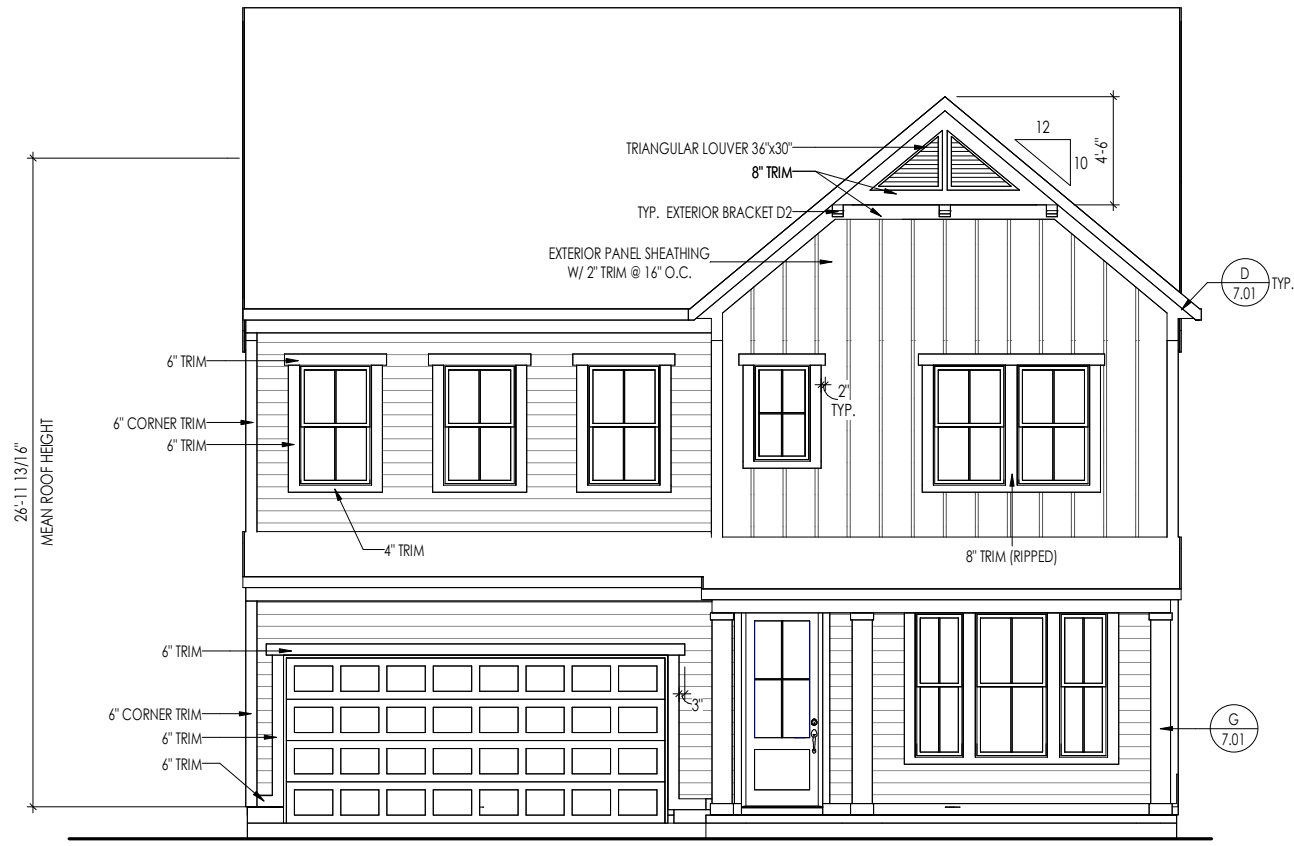 12
10
4'-6"
TRIANGULAR LOUVER 36"x30"
8" TRIM
TYP. EXTERIOR BRACKET D2
EXTERIOR PANEL SHEATHING
W/ 2" TRIM @ 16" O.C.
D
7.01
TYP.
6" TRIM
6" CORNER TRIM
6" TRIM
2"
TYP.
26'-11 13/16"
MEAN ROOF HEIGHT
4" TRIM
8" TRIM (RIPPED)
6" TRIM
3"
6" CORNER TRIM
6" TRIM
6" TRIM
G
7.01